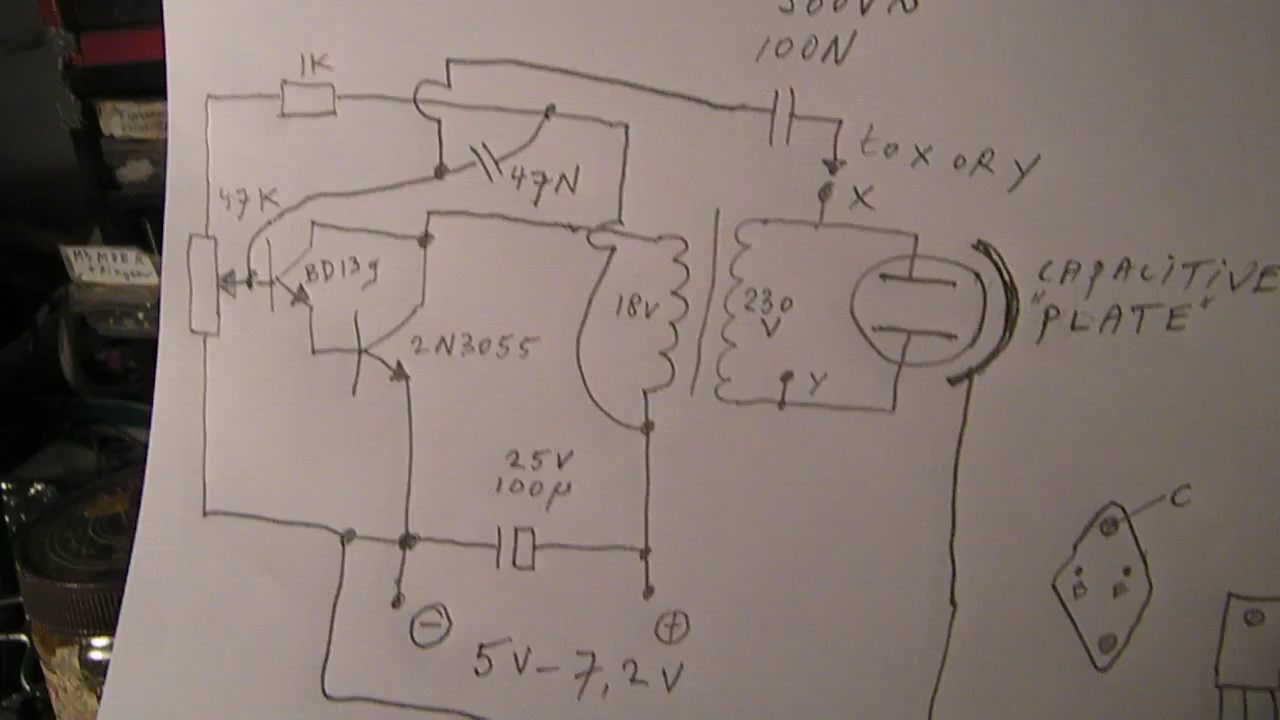 100N
1K
to X OR Y
47N
X
47K
BD139
CAPACITIVE
"PLATE"
18V
230
V
2N3055
Y
25V
100µ
C
B E
- +
5V-7,2V